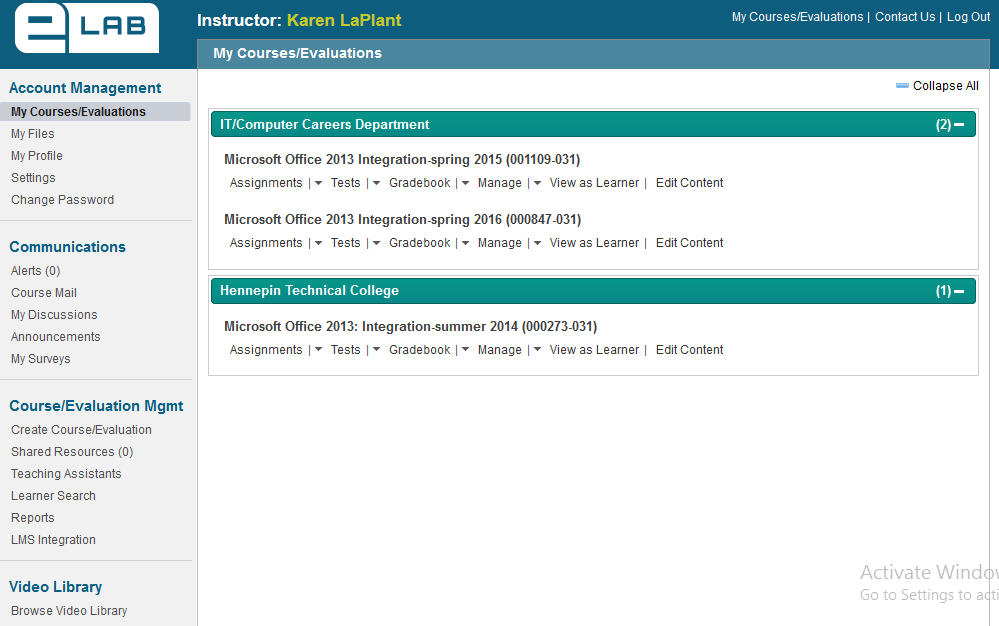 e LAB
Instructor: Karen LaPlant
My Courses/Evaluations | Contact Us | Log Out
My Courses/Evaluations
Collapse All
Account Management
My Courses/Evaluations
My Files
My Profile
Settings
Change Password
Communications
Alerts (0)
Course Mail
My Discussions
Announcements
My Surveys
Course/Evaluation Mgmt
Create Course/Evaluation
Shared Resources (0)
Teaching Assistants
Learner Search
Reports
LMS Integration
Video Library
Browse Video Library
IT/Computer Careers Department (2)
Microsoft Office 2013 Integration-spring 2015 (001109-031)
Assignments | Tests | Gradebook | Manage | View as Learner | Edit Content
Microsoft Office 2013 Integration-spring 2016 (000847-031)
Assignments | Tests | Gradebook | Manage | View as Learner | Edit Content
Hennepin Technical College (1)
Microsoft Office 2013: Integration-summer 2014 (000273-031)
Assignments | Tests | Gradebook | Manage | View as Learner | Edit Content
Activate Windo
Go to Settings to acti